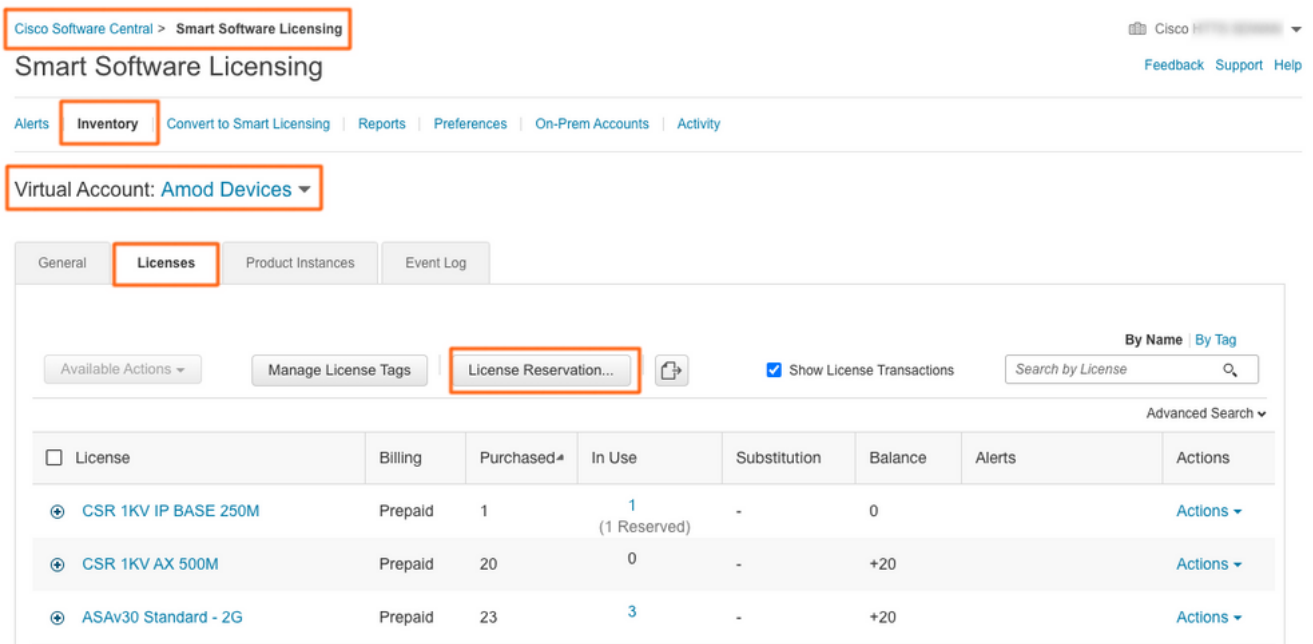 Cisco Software Central > Smart Software Licensing
Cisco
Smart Software Licensing
Feedback Support Help
Alerts | Inventory | Convert to Smart Licensing | Reports | Preferences | On-Prem Accounts | Activity
Virtual Account: Amod Devices
General Licenses Product Instances Event Log
By Name | By Tag
Available Actions Manage License Tags License Reservation... Show License Transactions Search by License
Advanced Search
License Billing Purchased In Use Substitution Balance Alerts Actions
CSR 1KV IP BASE 250M Prepaid 1 1 - 0 Actions
(1 Reserved)
CSR 1KV AX 500M Prepaid 20 0 - +20 Actions
ASAv30 Standard - 2G Prepaid 23 3 - +20 Actions